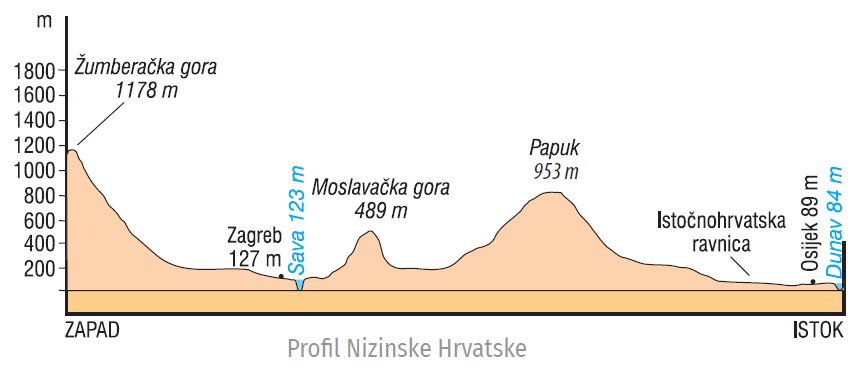 m
1800
1600
1400
1200
1000
800
600
400
200
Žumberačka gora
1178 m
Zagreb
127 m
Sava 123 m
Moslavačka gora
489 m
Papuk
953 m
Istočnohrvatska
ravnica
Osijek 89 m
Dunav 84 m
ZAPAD
ISTOK
Profil Nizinske Hrvatske